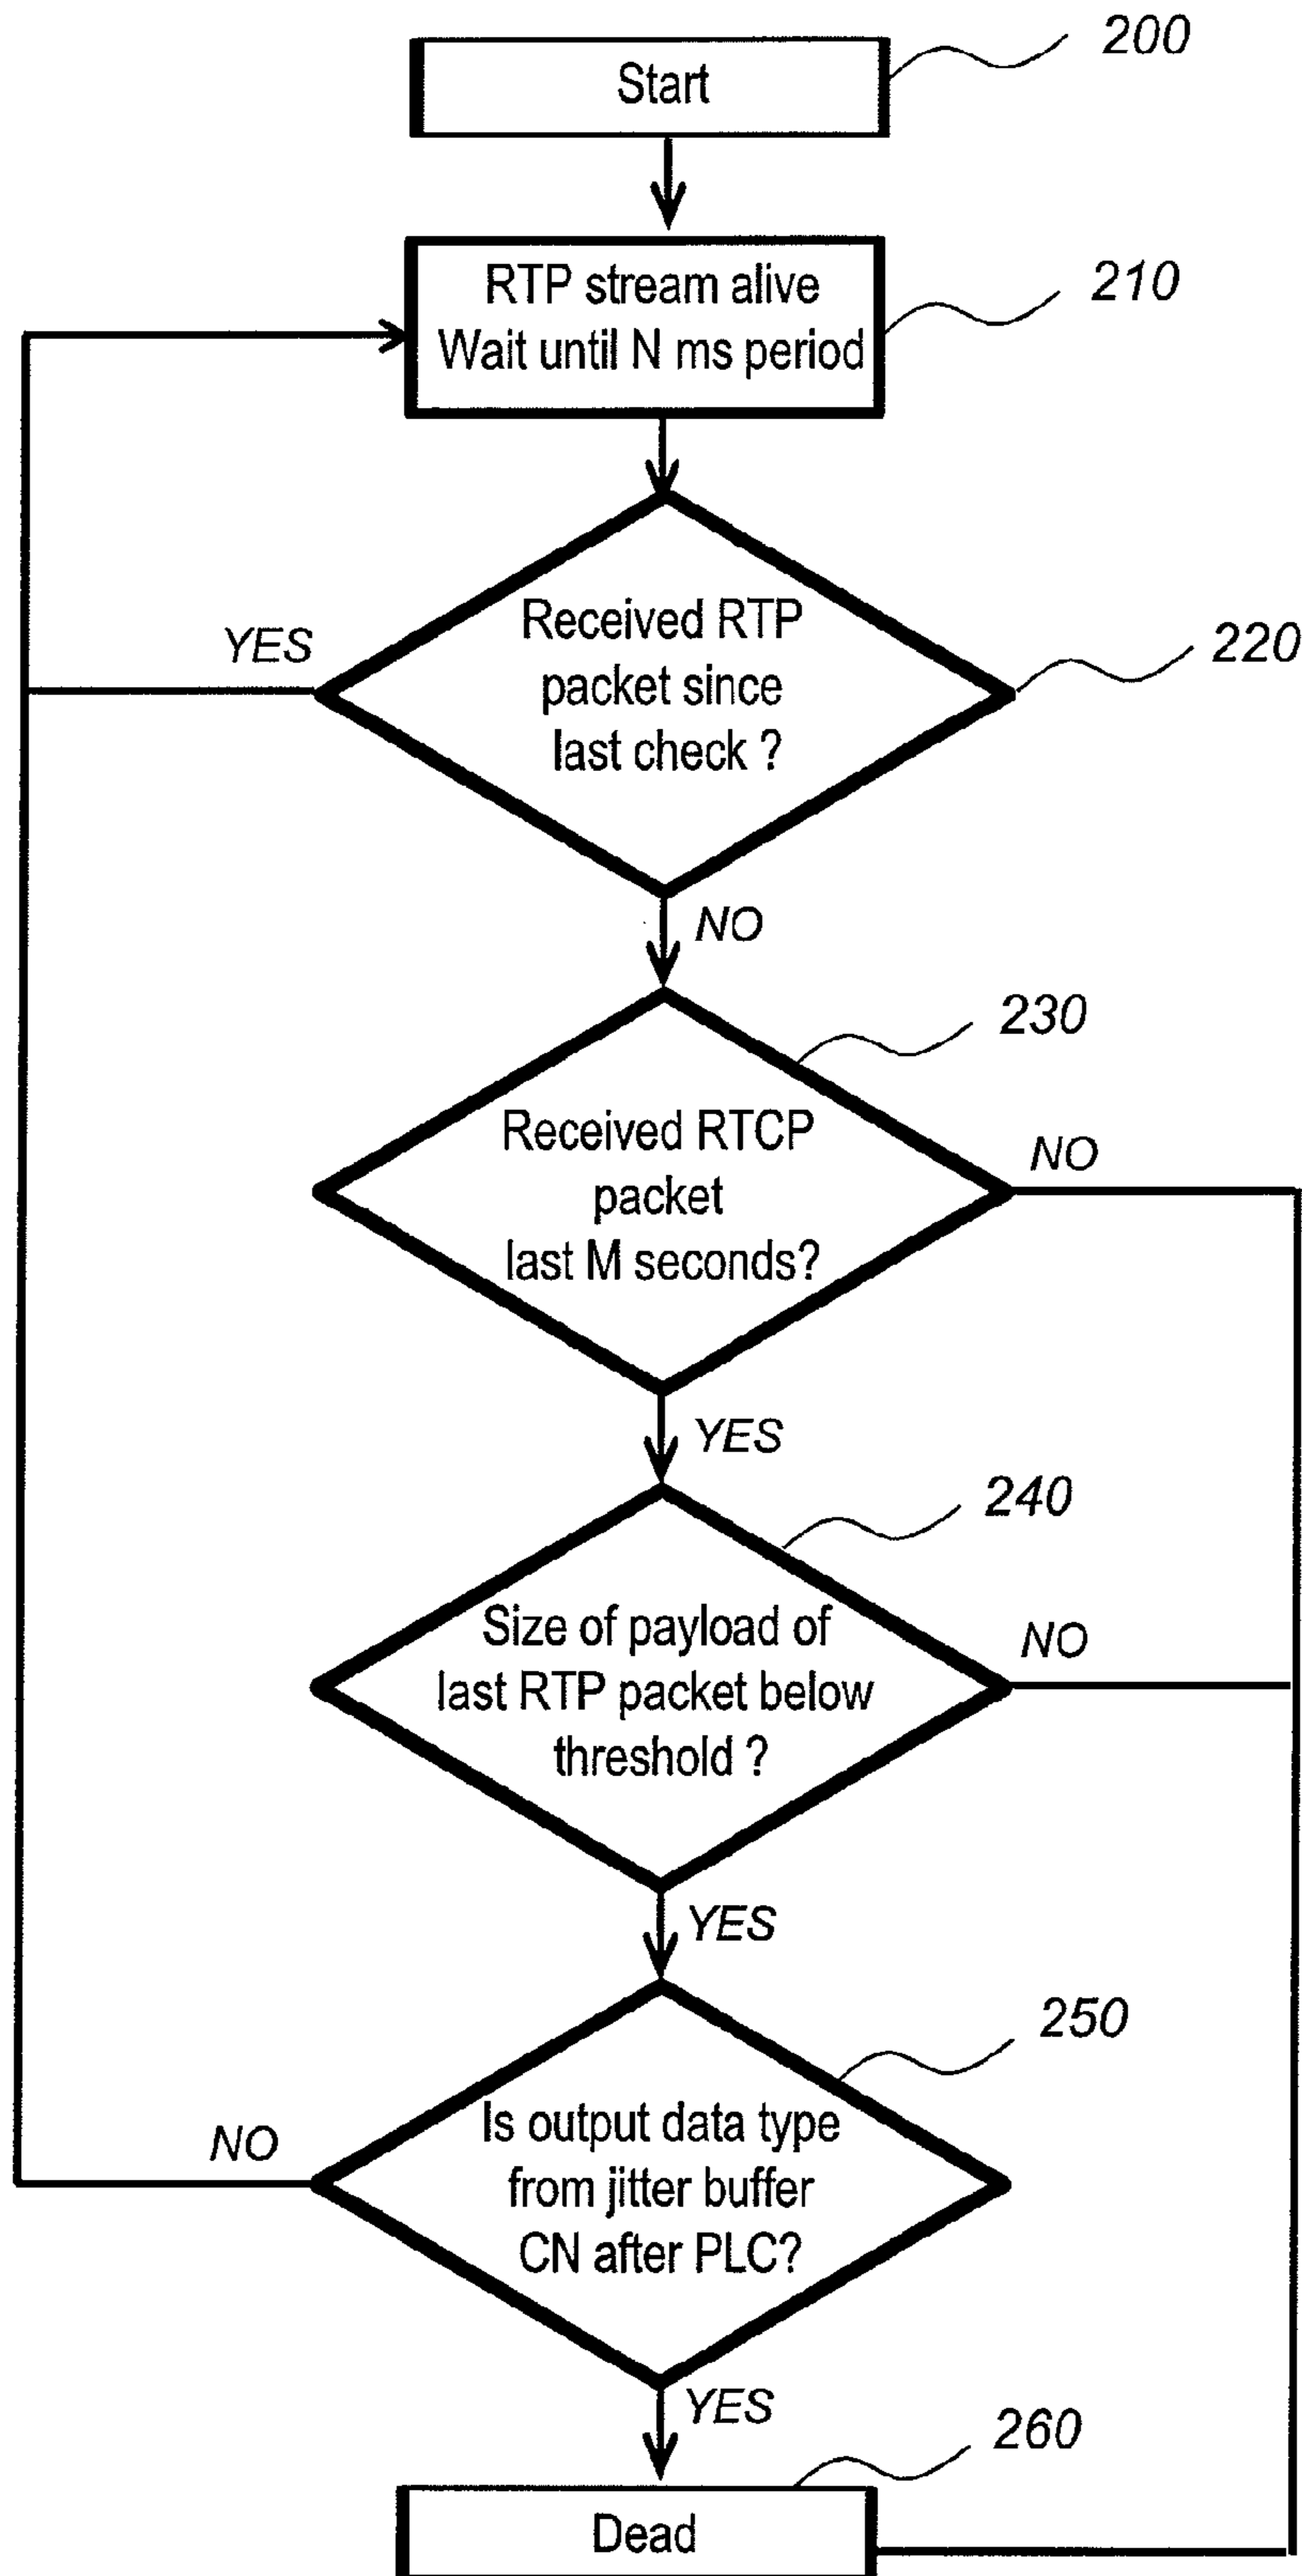 Start
200
RTP stream alive
Wait until N ms period
210
Received RTP
packet since
last check ?
YES
220
NO
230
Received RTCP
packet
last M seconds?
NO
YES
240
Size of payload of
last RTP packet below
threshold ?
NO
YES
250
Is output data type
from jitter buffer
CN after PLC?
NO
YES
260
Dead